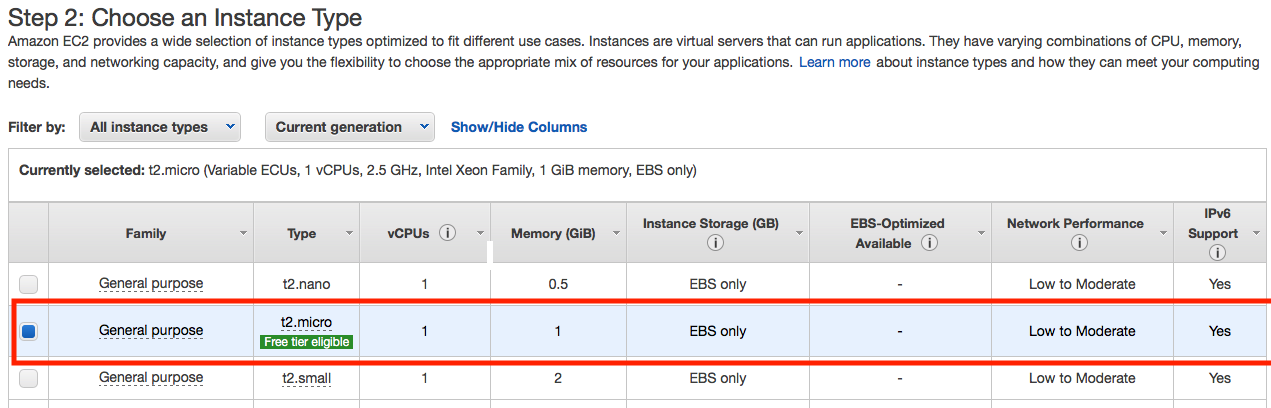 Step 2: Choose an Instance Type
Amazon EC2 provides a wide selection of instance types optimized to fit different use cases. Instances are virtual servers that can run applications. They have varying combinations of CPU, memory,
storage, and networking capacity, and give you the flexibility to choose the appropriate mix of resources for your applications. Learn more about instance types and how they can meet your computing
needs.
Filter by: All instance types Current generation Show/Hide Columns
Currently selected: t2.micro (Variable ECUs, 1 vCPUs, 2.5 GHz, Intel Xeon Family, 1 GiB memory, EBS only)
Family Type vCPUs i Memory (GiB) Instance Storage (GB) i EBS-Optimized Available i Network Performance i IPv6 Support i
General purpose t2.nano 1 0.5 EBS only - Low to Moderate Yes
General purpose t2.micro Free tier eligible 1 1 EBS only - Low to Moderate Yes
General purpose t2.small 1 2 EBS only - Low to Moderate Yes